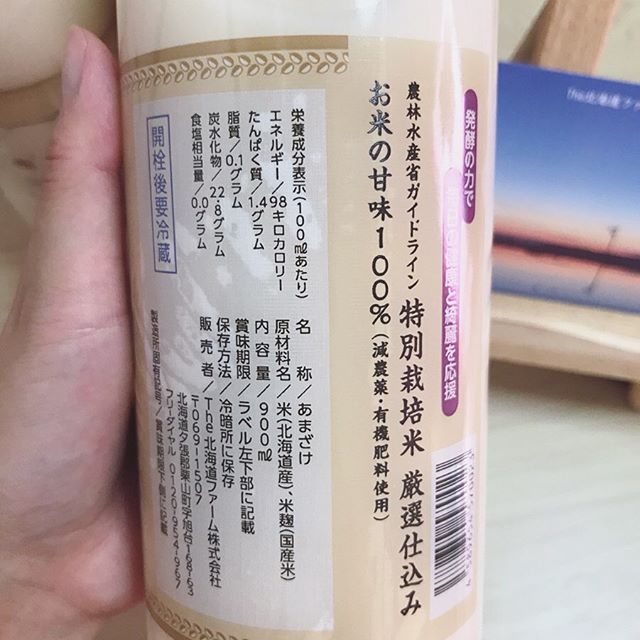 発酵の力で
毎日の健康と綺麗を応援
農林水産省ガイドライン 特別栽培米 厳選仕込み
お米の甘味100%(減農薬・有機肥料使用)
栄養成分表示(100mlあたり)
エネルギー/98キロカロリー
たんぱく質/1.4グラム
脂質/0.1グラム
炭水化物/22.8グラム
食塩相当量/0.0グラム
開栓後要冷蔵
名 称/あまざけ
原材料名/米(北海道産)、米麹(国産米)
内容量/900ml
賞味期限/ラベル左下部に記載
保存方法/冷暗所に保存
販売者/The北海道ファーム株式会社
〒069-1507
北海道夕張郡栗山町字旭台168-63
フリーダイヤル 0120-954-967
製造所固有記号/賞味期限下側に記載